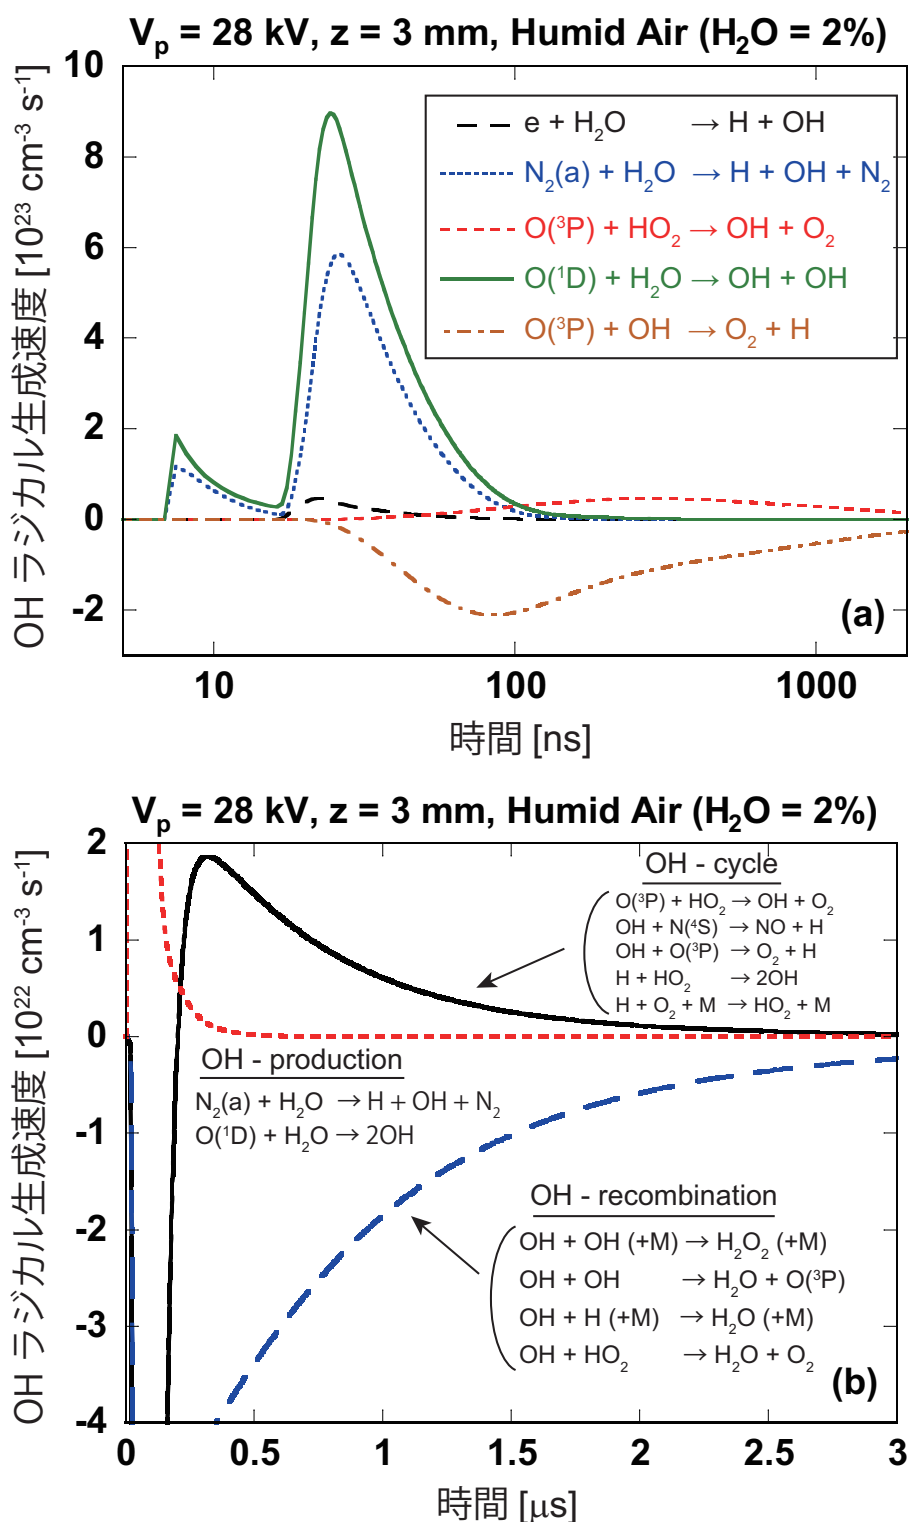 Vₚ = 28 kV, z = 3 mm, Humid Air (H₂O = 2%)
OH ラジカル生成速度 [10²³ cm⁻³ s⁻¹]
10
8
6
4
2
0
-2
e + H₂O → H + OH
N₂(a) + H₂O → H + OH + N₂
O(³P) + HO₂ → OH + O₂
O(¹D) + H₂O → OH + OH
O(³P) + OH → O₂ + H
(a)
10 100 1000
時間 [ns]
Vₚ = 28 kV, z = 3 mm, Humid Air (H₂O = 2%)
OH ラジカル生成速度 [10²² cm⁻³ s⁻¹]
2
1
0
-1
-2
-3
-4
OH - cycle
O(³P) + HO₂ → OH + O₂
OH + N(⁴S) → NO + H
OH + O(³P) → O₂ + H
H + HO₂ → 2OH
H + O₂ + M → HO₂ + M
OH - production
N₂(a) + H₂O → H + OH + N₂
O(¹D) + H₂O → 2OH
OH - recombination
OH + OH (+M) → H₂O₂ (+M)
OH + OH → H₂O + O(³P)
OH + H (+M) → H₂O (+M)
OH + HO₂ → H₂O + O₂
(b)
0 0.5 1 1.5 2 2.5 3
時間 [μs]